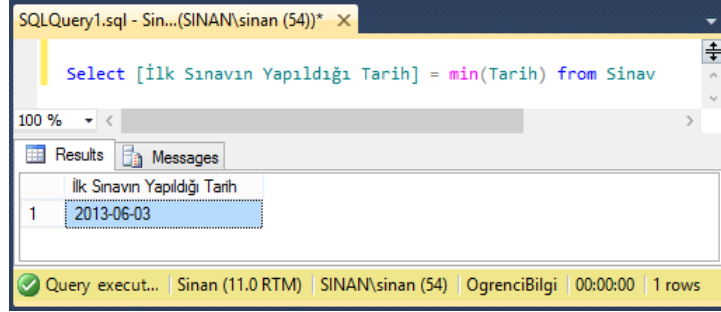 SQLQuery1.sql - Sin...(SINAN\sinan (54))* ×
Select [İlk Sınavın Yapıldığı Tarih] = min(Tarih) from Sinav
100 %
Results Messages
İlk Sınavın Yapıldığı Tarih
1 2013-06-03
Query execut... Sinan (11.0 RTM) SINAN\sinan (54) OgrenciBilgi 00:00:00 1 rows